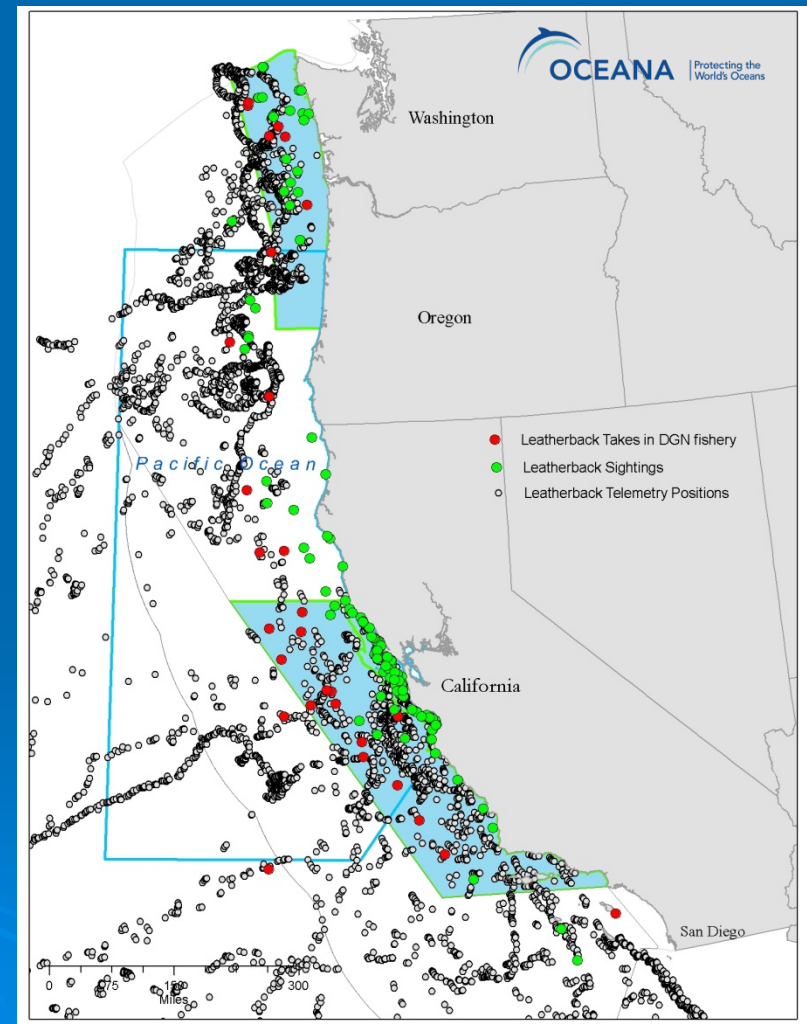 OCEANA
Protecting the
World's Oceans
Washington
Oregon
Leatherback Takes in DGN fishery
Pacific Ocean
Leatherback Sightings
Leatherback Telemetry Positions
California
San Diego
0 75 150 300
Miles